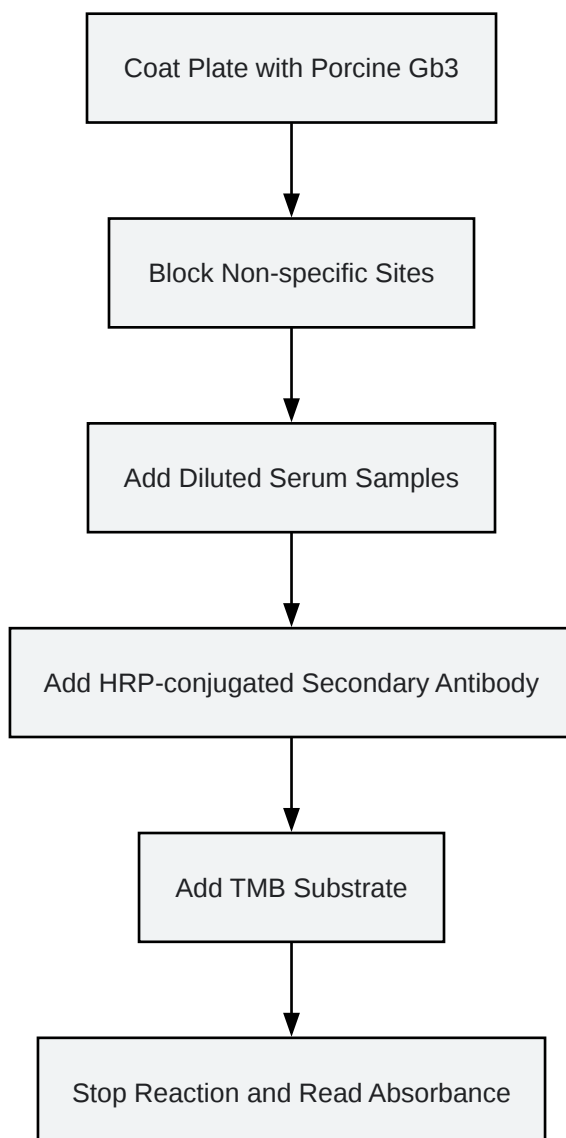 Coat Plate with Porcine Gb3
Block Non-specific Sites
Add Diluted Serum Samples
Add HRP-conjugated Secondary Antibody
Add TMB Substrate
Stop Reaction and Read Absorbance